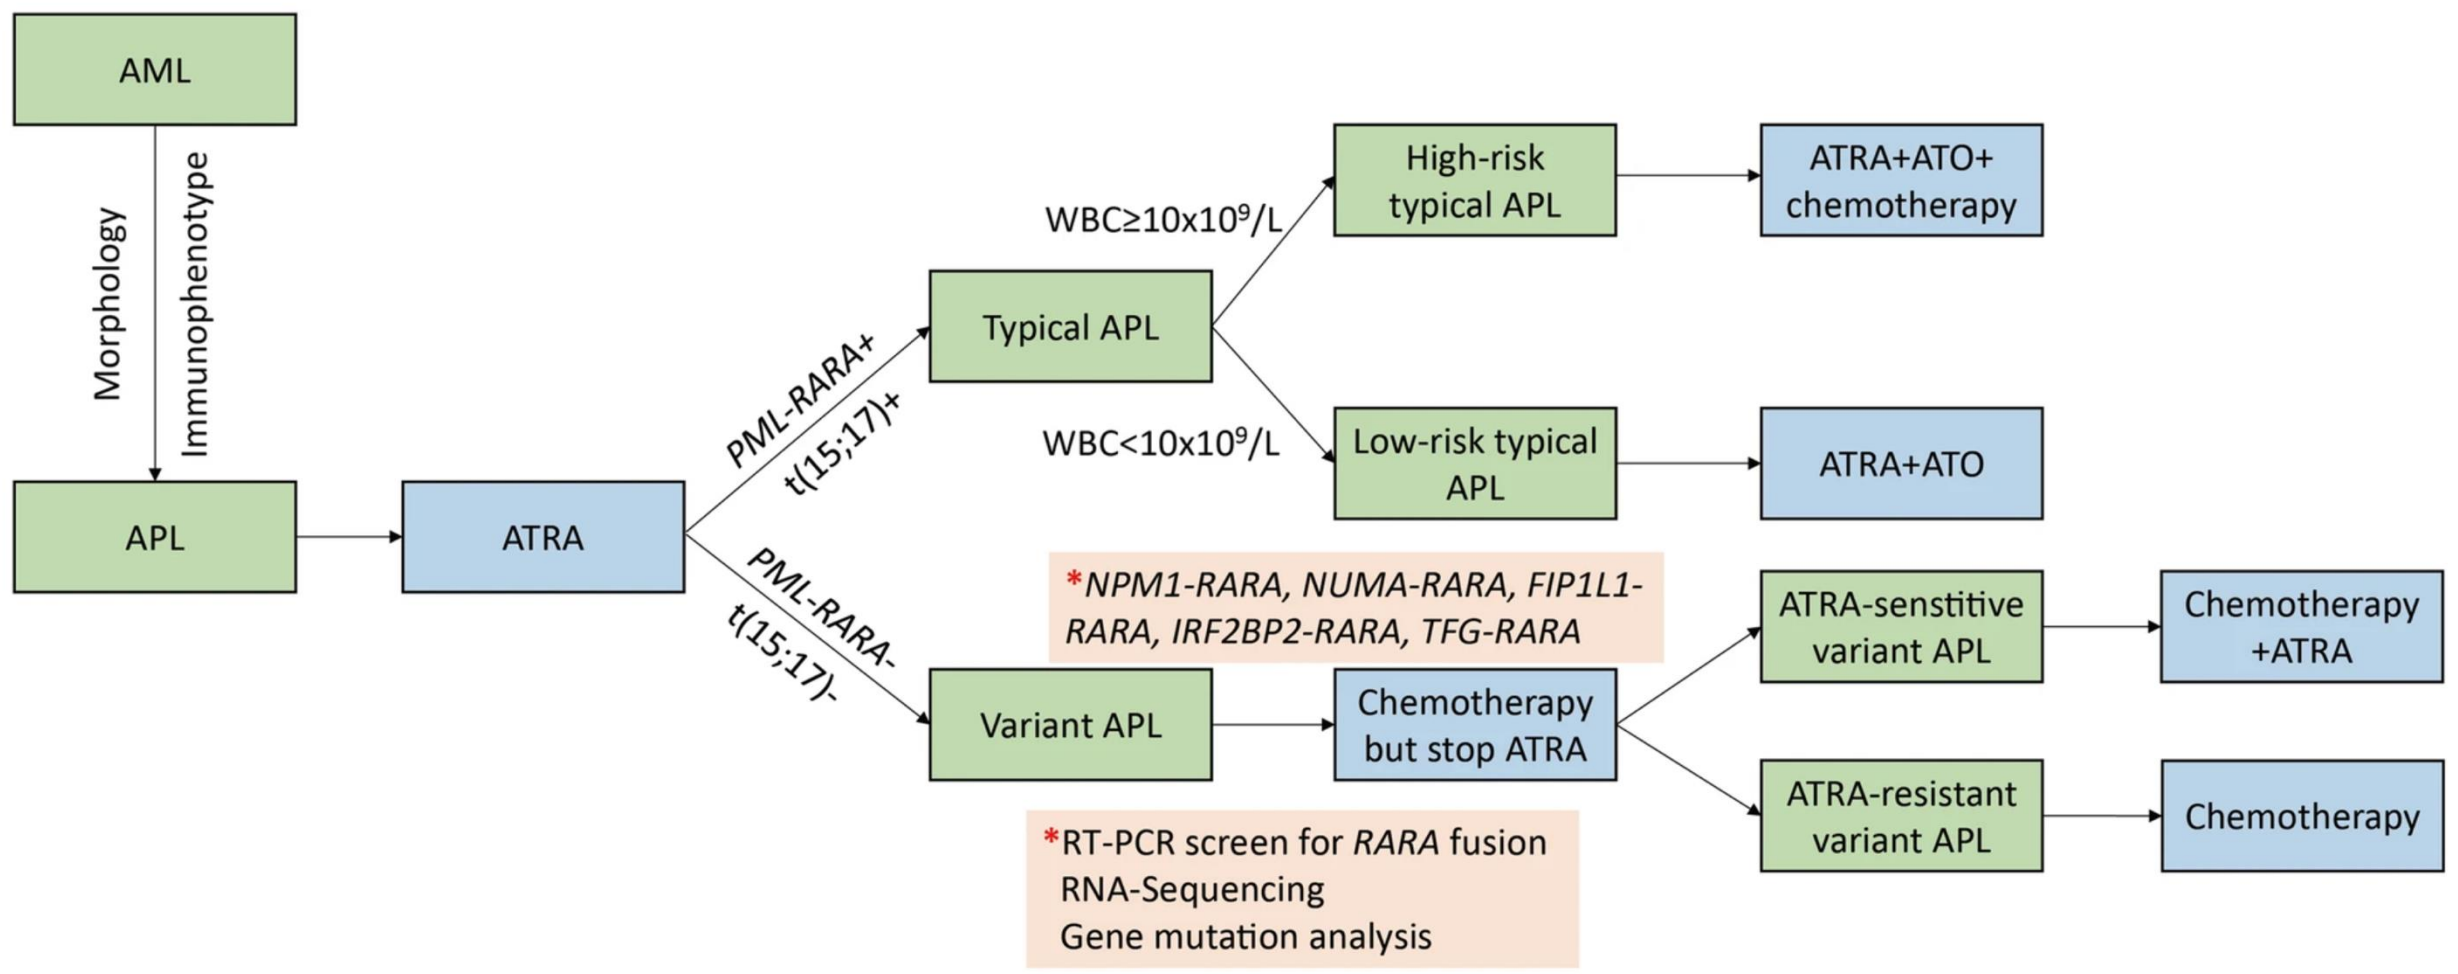 AML
Morphology
Immunophenotype
APL
ATRA
PML-RARA+
t(15;17)+
PML-RARA-
t(15;17)-
Typical APL
WBC≥10x10⁹/L
WBC<10x10⁹/L
High-risk
typical APL
ATRA+ATO+
chemotherapy
Low-risk typical
APL
ATRA+ATO
*NPM1-RARA, NUMA-RARA, FIP1L1-
RARA, IRF2BP2-RARA, TFG-RARA
Variant APL
Chemotherapy
but stop ATRA
ATRA-senstitive
variant APL
Chemotherapy
+ATRA
ATRA-resistant
variant APL
Chemotherapy
*RT-PCR screen for RARA fusion
RNA-Sequencing
Gene mutation analysis